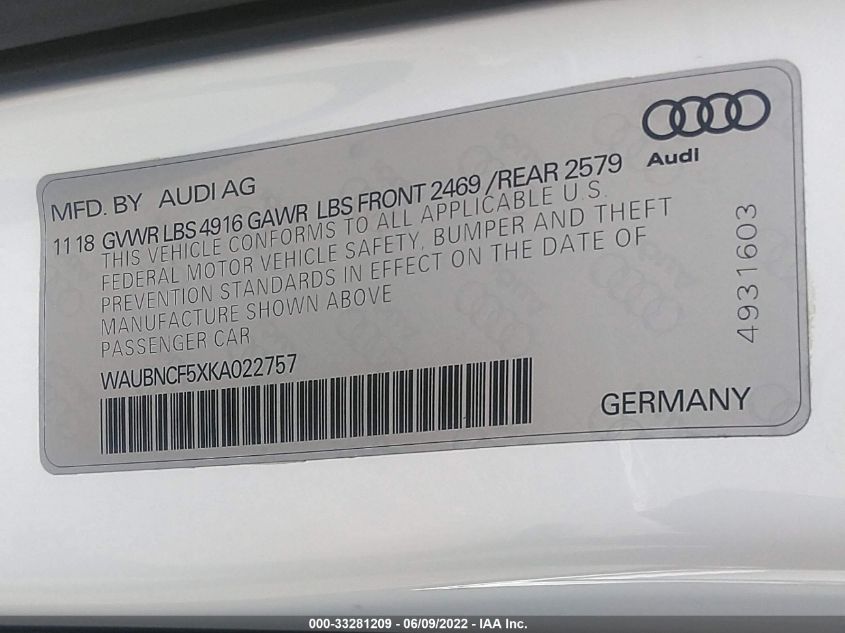 Audi
MFD. BY AUDI AG
11 18 GVWR LBS 4916 GAWR LBS FRONT 2469 /REAR 2579
THIS VEHICLE CONFORMS TO ALL APPLICABLE U.S.
FEDERAL MOTOR VEHICLE SAFETY, BUMPER AND THEFT
PREVENTION STANDARDS IN EFFECT ON THE DATE OF
MANUFACTURE SHOWN ABOVE
PASSENGER CAR
WAUBNCF5XKA022757
GERMANY
4931603
000-33281209 - 06/09/2022 - IAA Inc.